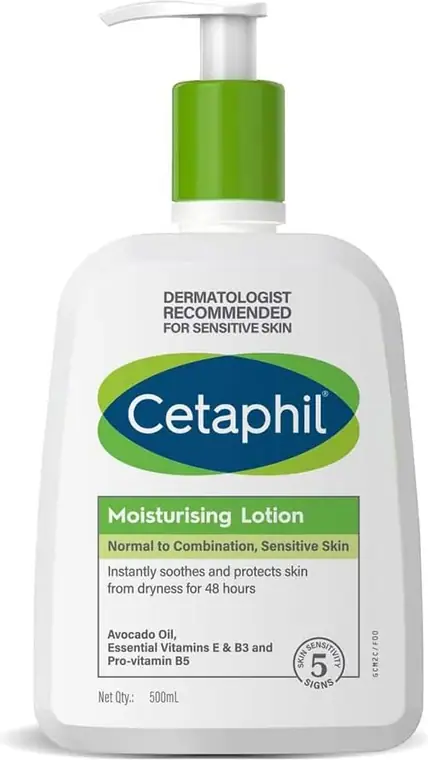 DERMATOLOGIST
RECOMMENDED
FOR SENSITIVE SKIN
Cetaphil®
Moisturising Lotion
Normal to Combination, Sensitive Skin
Instantly soothes and protects skin
from dryness for 48 hours
Avocado Oil,
Essential Vitamins E & B3 and
Pro-vitamin B5
SKIN SENSITIVITY
5
SIGNS
Net Qty.: 500mL
GCM2C/F00